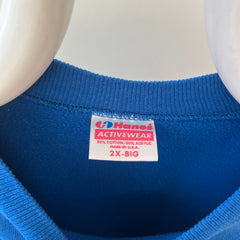 Hanes
ACTIVEWEAR
50% COTTON/50% ACRYLIC
MADE IN U.S.A.
2X-BIG